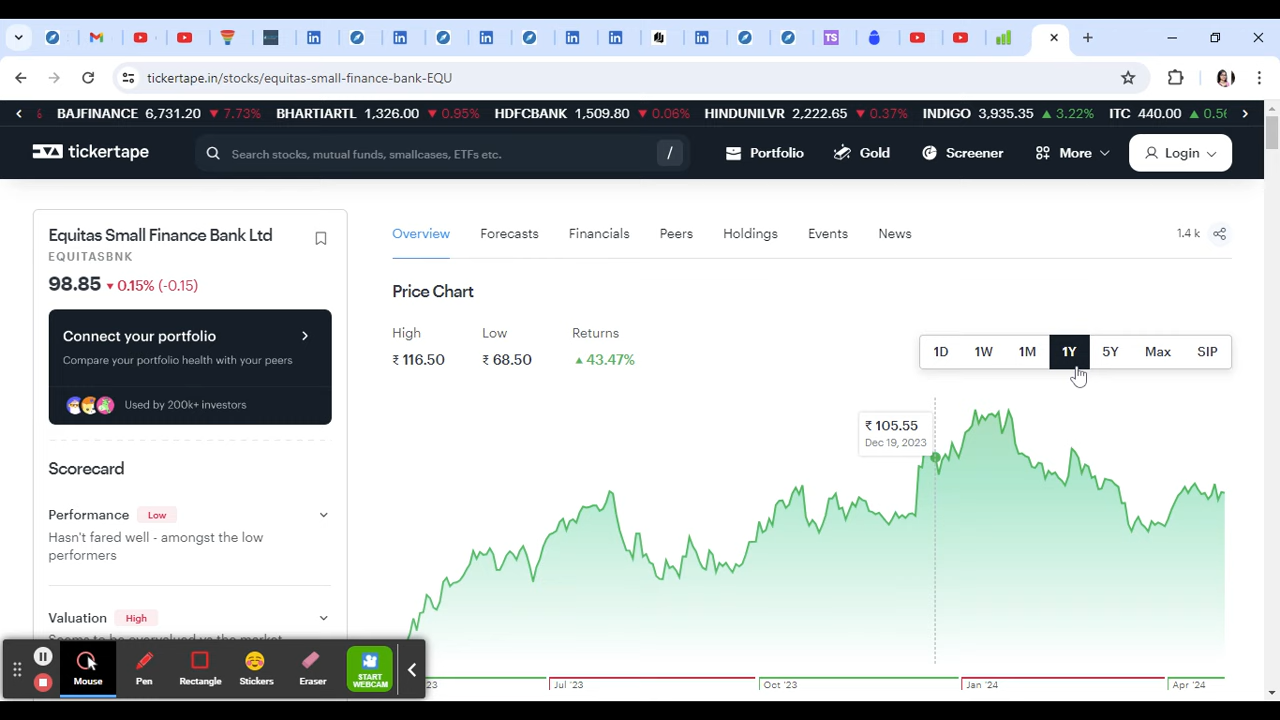 tickertape.in/stocks/equitas-small-finance-bank-EQU
BAJFINANCE 6,731.20 ▼ 7.73% BHARTIARTL 1,326.00 ▼ 0.95% HDFCBANK 1,509.80 ▼ 0.06% HINDUNILVR 2,222.65 ▼ 0.37% INDIGO 3,935.35 ▲ 3.22% ITC 440.00 ▲
tickertape Search stocks, mutual funds, smallcases, ETFs etc. / Portfolio Gold Screener More Login
Equitas Small Finance Bank Ltd
EQUITASBNK
98.85 ▼ 0.15% (-0.15)
Connect your portfolio
Compare your portfolio health with your peers
Used by 200k+ investors
Scorecard
Performance Low
Hasn't fared well - amongst the low
performers
Valuation High
Seems to be overvalued vs the market
Overview Forecasts Financials Peers Holdings Events News 1.4 k
Price Chart
High Low Returns
₹ 116.50 ₹ 68.50 ▲ 43.47%
1D 1W 1M 1Y 5Y Max SIP
₹ 105.55
Dec 19, 2023
Jul '23 Oct '23 Jan '24 Apr '24
Mouse Pen Rectangle Stickers Eraser START
WEBCAM